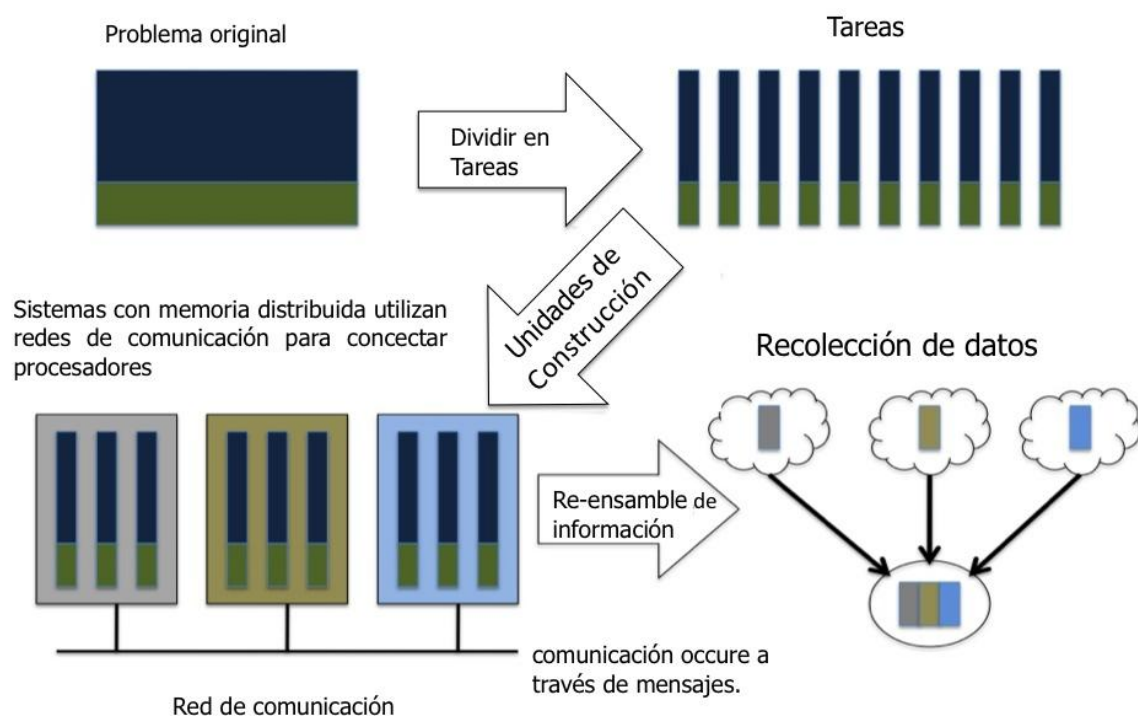 Problema original
Tareas
Dividir en
Tareas
Unidades de
Construcción
Sistemas con memoria distribuida utilizan
redes de comunicación para concectar
procesadores
Recolección de datos
Re-ensamble de
información
comunicación occure a
través de mensajes.
Red de comunicación